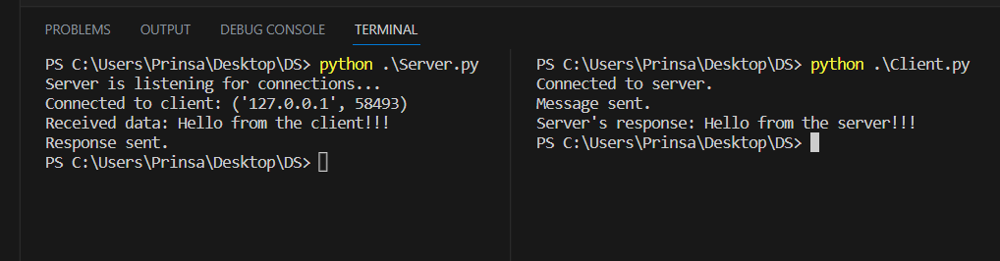 PROBLEMS OUTPUT DEBUG CONSOLE TERMINAL
PS C:\Users\Prinsa\Desktop\DS> python .\Server.py
Server is listening for connections...
Connected to client: ('127.0.0.1', 58493)
Received data: Hello from the client!!!
Response sent.
PS C:\Users\Prinsa\Desktop\DS>
PS C:\Users\Prinsa\Desktop\DS> python .\Client.py
Connected to server.
Message sent.
Server's response: Hello from the server!!!
PS C:\Users\Prinsa\Desktop\DS>